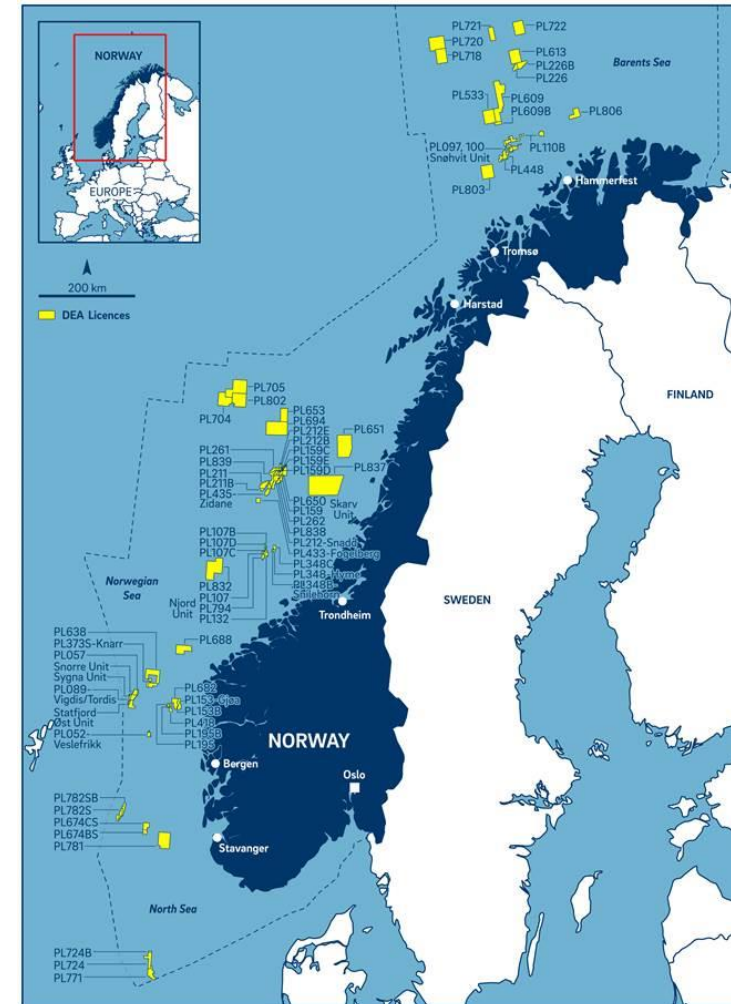 NORWAY
EUROPE
200 km
DEA Licences
PL721
PL722
PL720
PL718
PL613
PL226B
PL226
Barents Sea
PL533
PL609
PL609B
PL806
PL097, 100
Snøhvit Unit
PL110B
PL448
PL803
Hammerfest
Tromsø
Harstad
FINLAND
PL705
PL802
PL704
PL653
PL694
PL212E
PL212B
PL159C
PL159E
PL159D
PL651
PL837
PL261
PL839
PL211
PL211B
PL435-
Zidane
PL650
PL159
PL262
PL838
PL212-Snadd
PL433-Fogelberg
PL348C
PL348-Hyme
PL348B-
Snilehorn
Skarv
Unit
PL107B
PL107D
PL107C
PL832
PL107
PL794
PL132
Njord
Unit
Norwegian
Sea
Trondheim
SWEDEN
PL638
PL373S-Knarr
PL057
Snorre Unit
Sygna Unit
PL089-
Vigdis/Tordis
Statfjord
Øst Unit
PL052-
Veslefrikk
PL688
PL682
PL153-Gjøa
PL153B
PL418
PL195B
PL195
NORWAY
Bergen
Oslo
PL782SB
PL782S
PL674CS
PL674BS
PL781
Stavanger
North Sea
PL724B
PL724
PL771